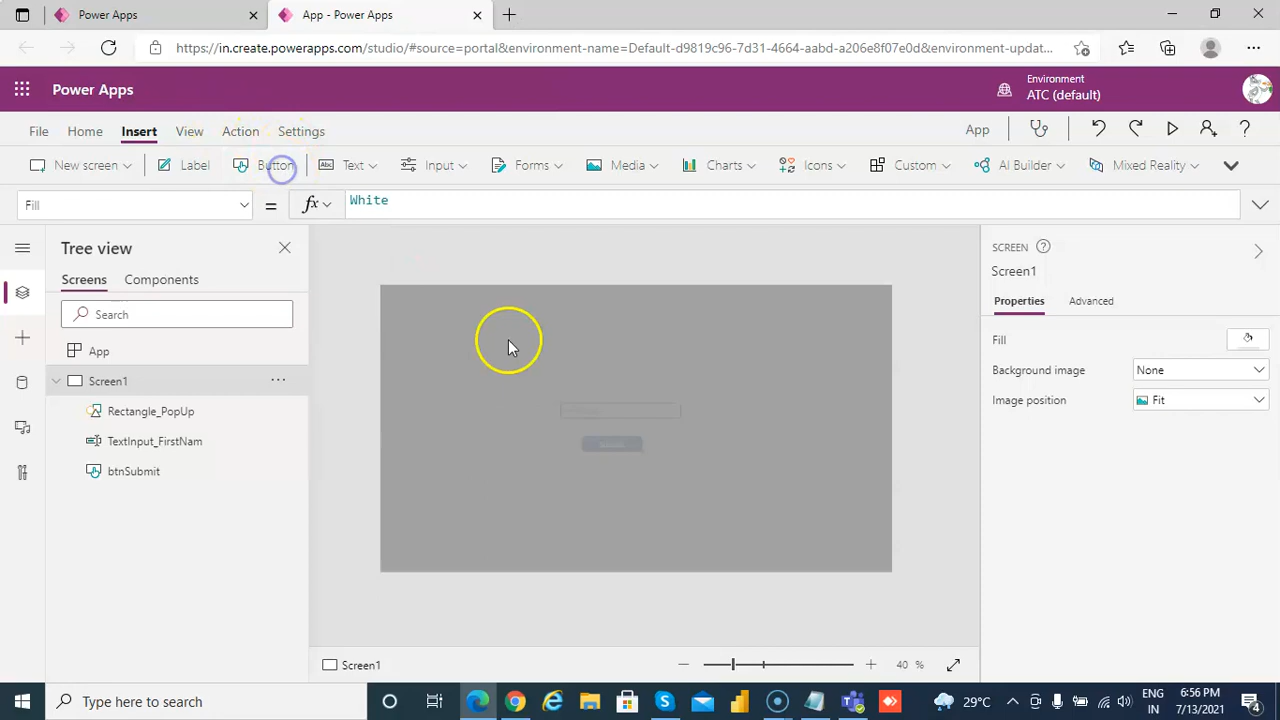 Power Apps
App - Power Apps
https://in.create.powerapps.com/studio/#source=portal&environment-name=Default-d9819c96-7d31-4664-aabd-a206e8f07e0d&environment-updat...
Power Apps
Environment
ATC (default)
File Home Insert View Action Settings
App
New screen Label Button Text Input Forms Media Charts Icons Custom AI Builder Mixed Reality
Fill = fx White
Tree view
Screens Components
Search
App
Screen1
Rectangle_PopUp
TextInput_FirstNam
btnSubmit
SCREEN
Screen1
Properties Advanced
Fill
Background image None
Image position Fit
Screen1
40 %
Type here to search
29°C
ENG
IN
6:56 PM
7/13/2021
4